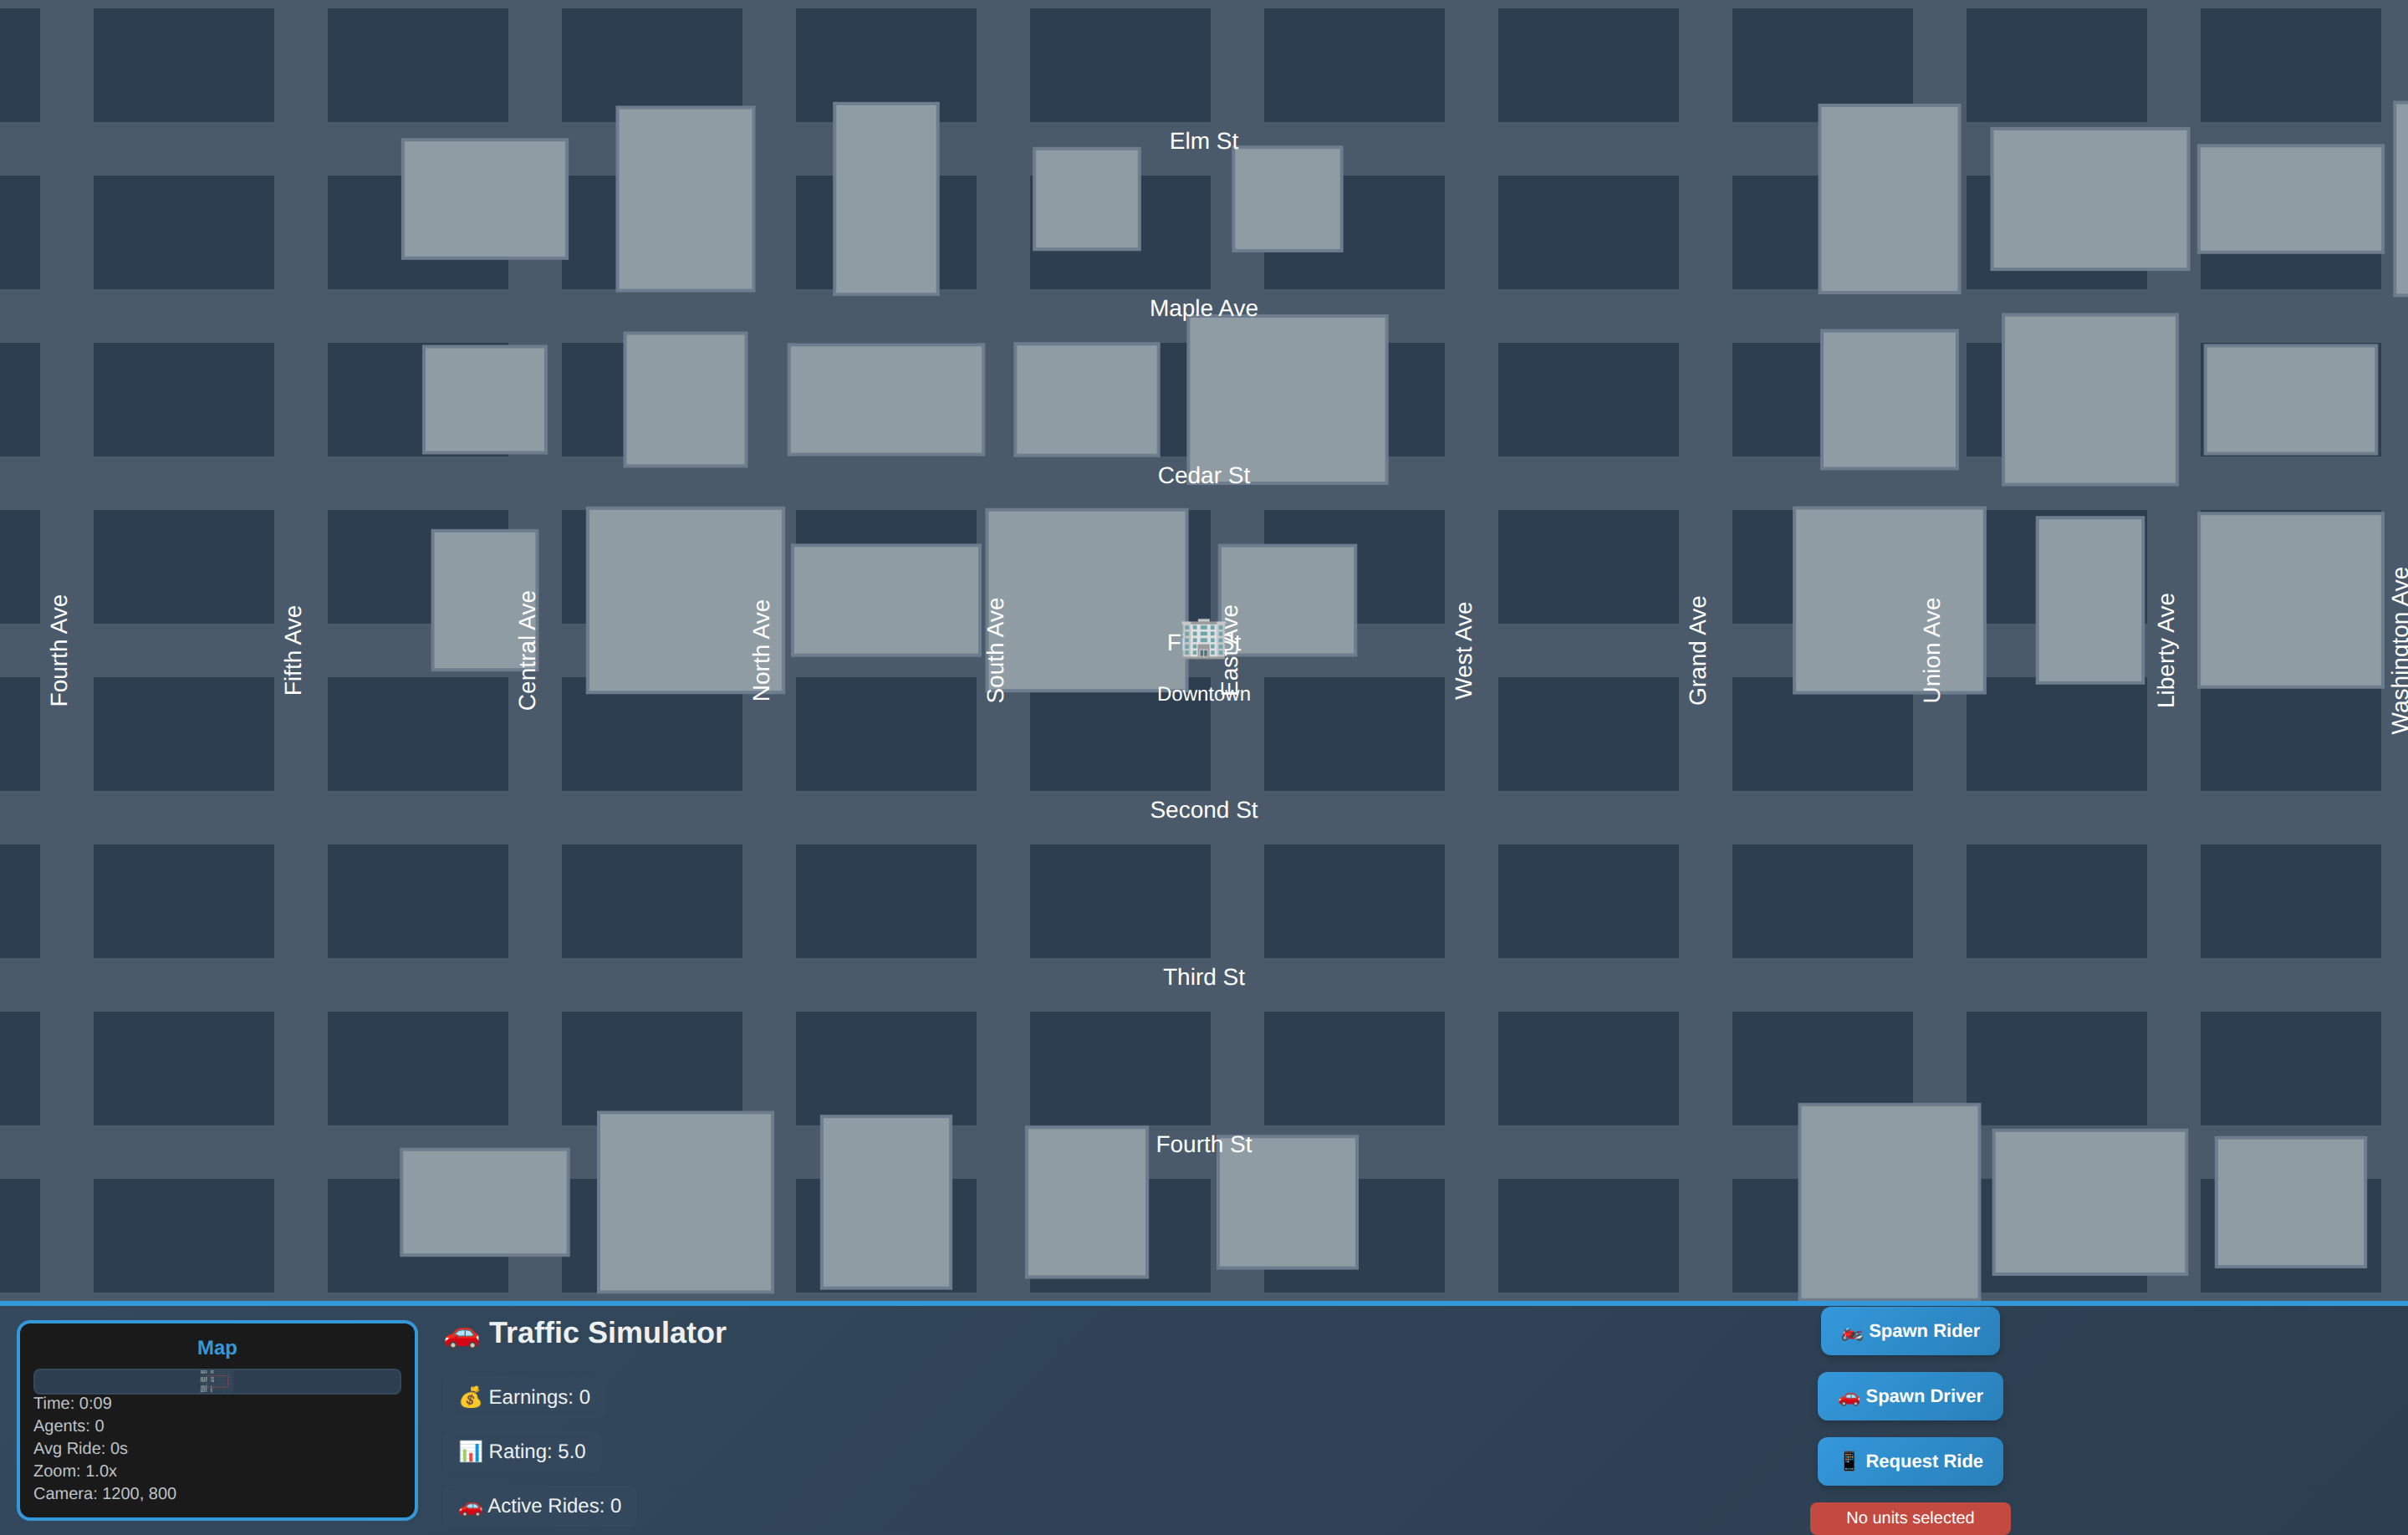 Elm St
Maple Ave
Cedar St
Fourth Ave
Fifth Ave
Central Ave
North Ave
South Ave
East Ave
West Ave
Grand Ave
Union Ave
Liberty Ave
Washington Ave
Downtown
Second St
Third St
Fourth St
Map
Time: 0:09
Agents: 0
Avg Ride: 0s
Zoom: 1.0x
Camera: 1200, 800
Traffic Simulator
Earnings: 0
Rating: 5.0
Active Rides: 0
Spawn Rider
Spawn Driver
Request Ride
No units selected